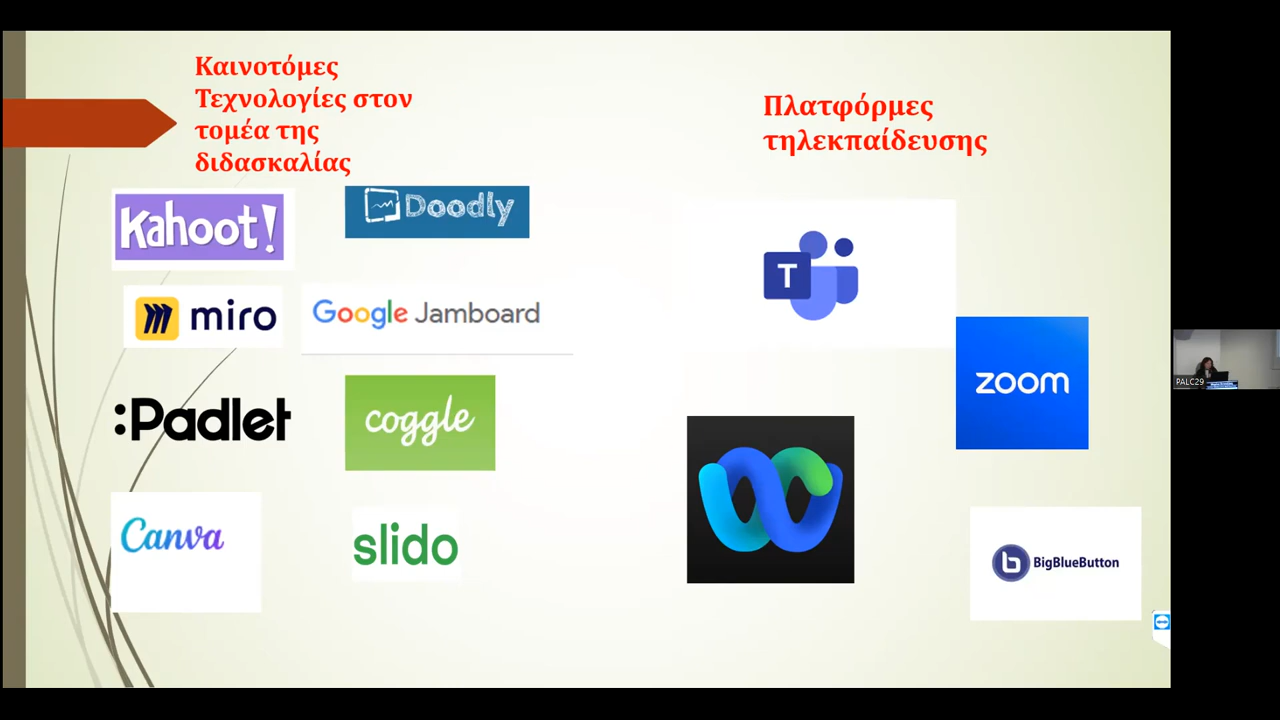 Καινοτόμες
Τεχνολογίες στον
τομέα της
διδασκαλίας
Kahoot!
Doodly
miro
Google Jamboard
:Padlet
coggle
Canva
slido
Πλατφόρμες
τηλεκπαίδευσης
T
zoom
b BigBlueButton
PALC29